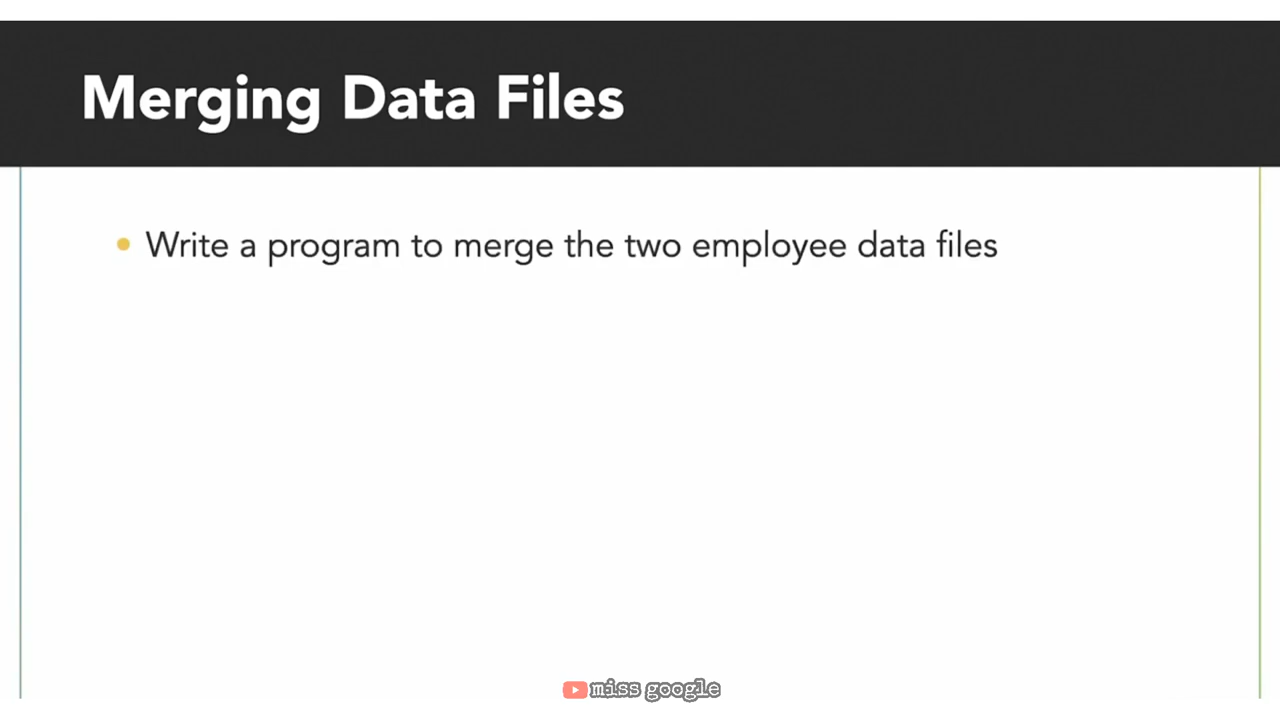 Merging Data Files
• Write a program to merge the two employee data files
miss google